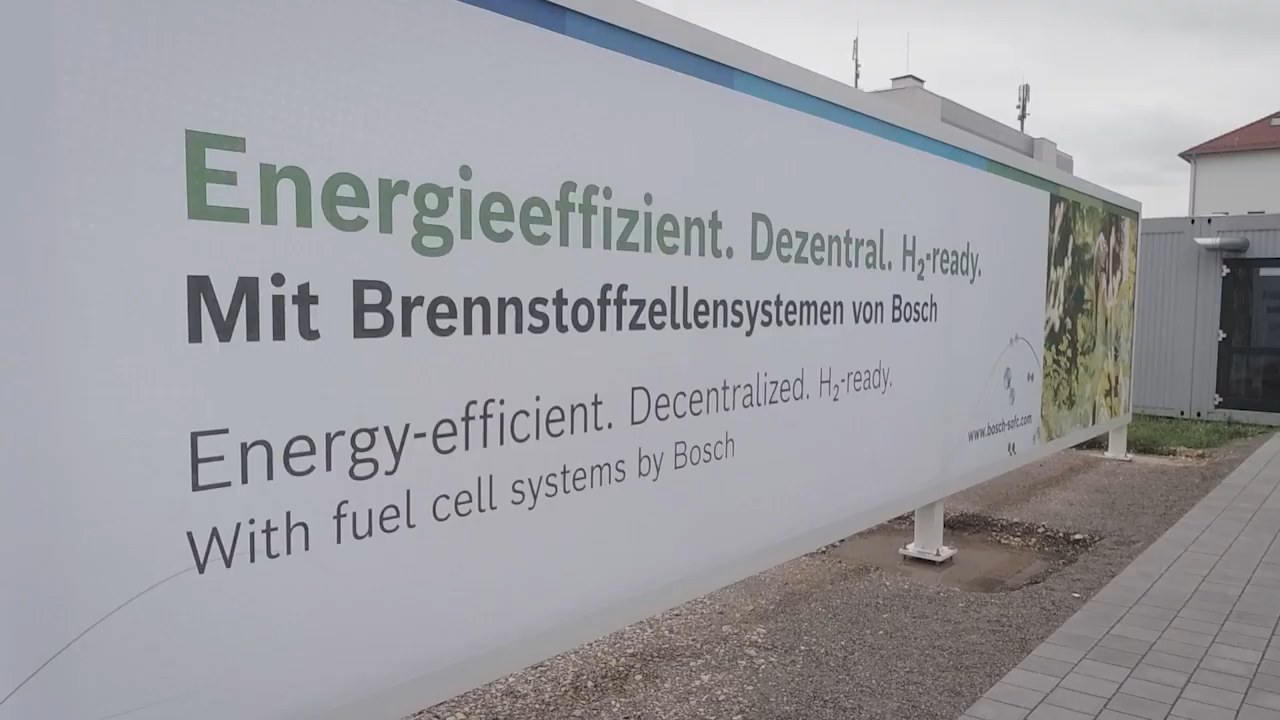 Energieeffizient. Dezentral. H₂-ready.
Mit Brennstoffzellensystemen von Bosch
Energy-efficient. Decentralized. H₂-ready.
With fuel cell systems by Bosch
www.bosch-sofc.com